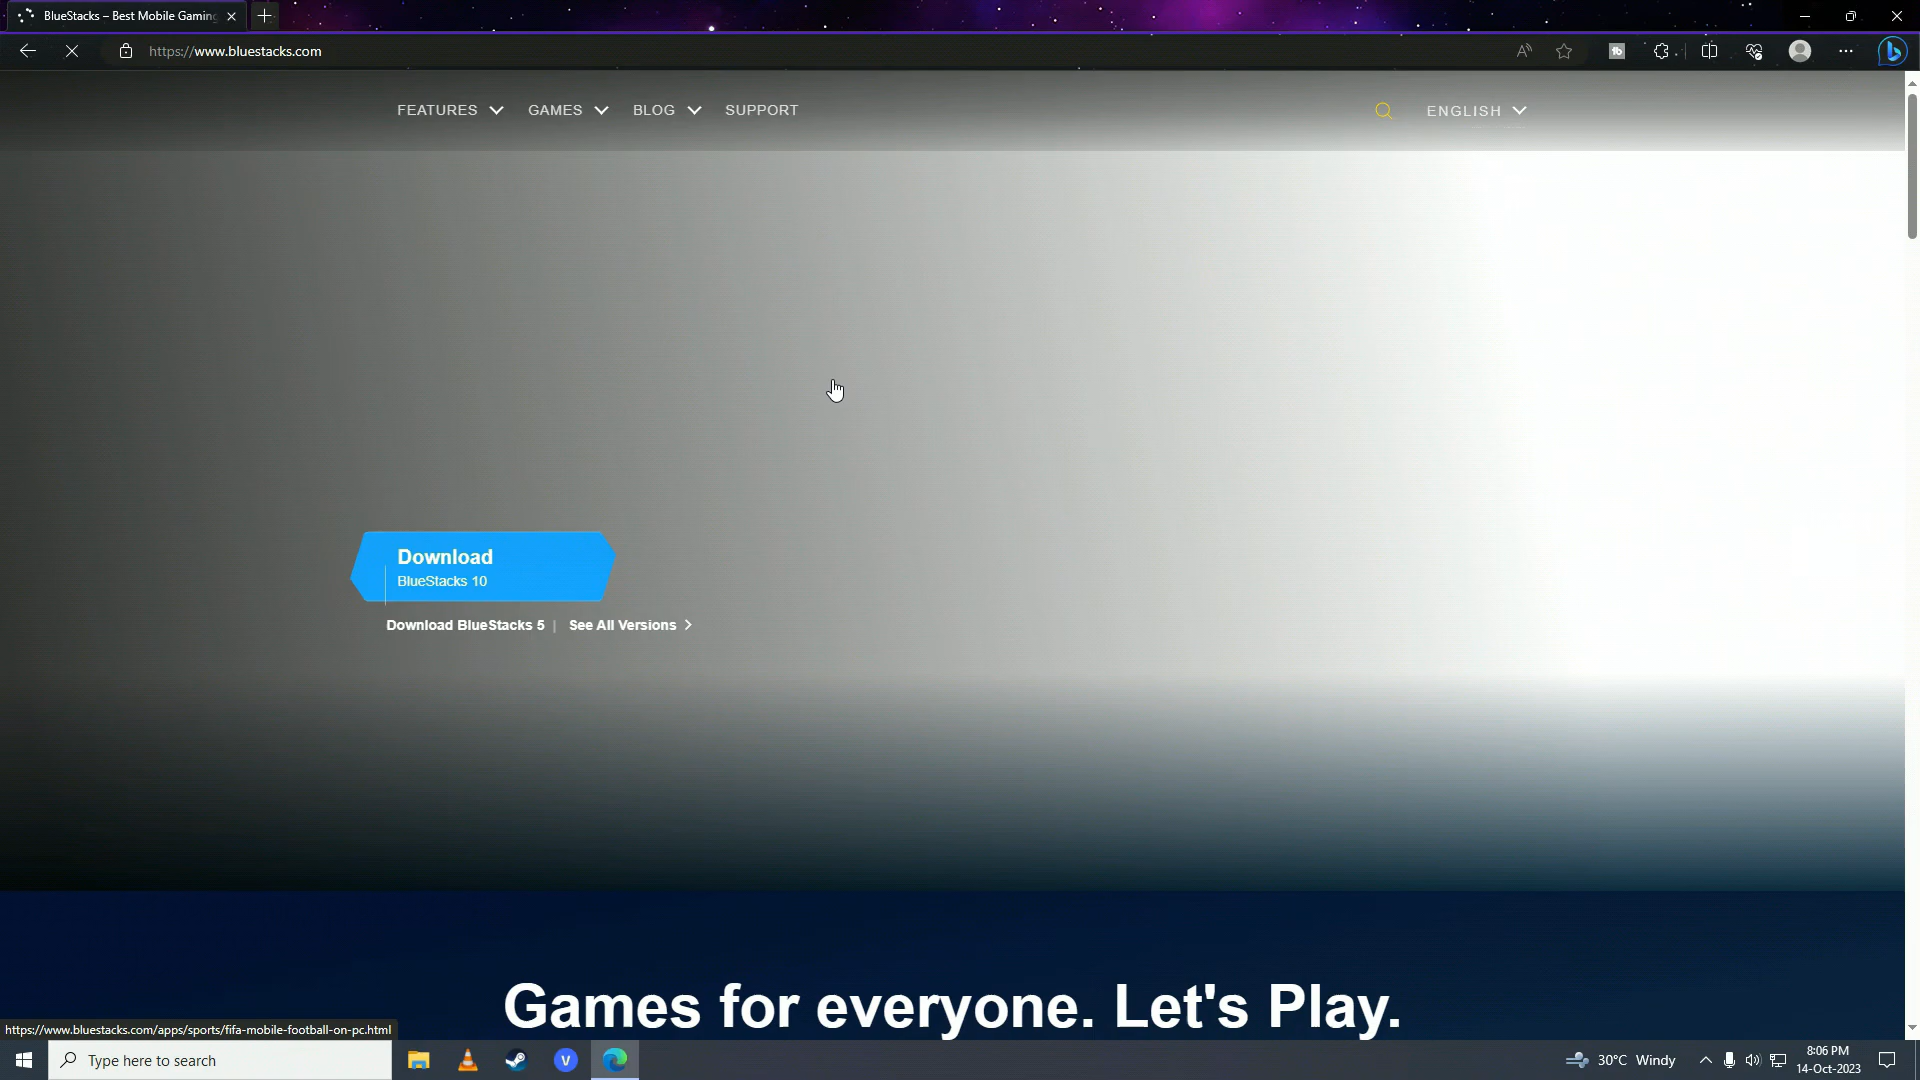 BlueStacks – Best Mobile Gaming
https://www.bluestacks.com
FEATURES
GAMES
BLOG
SUPPORT
ENGLISH
Download
BlueStacks 10
Download BlueStacks 5 | See All Versions
Games for everyone. Let's Play.
https://www.bluestacks.com/apps/sports/fifa-mobile-football-on-pc.html
Type here to search
30°C Windy
8:06 PM
14-Oct-2023